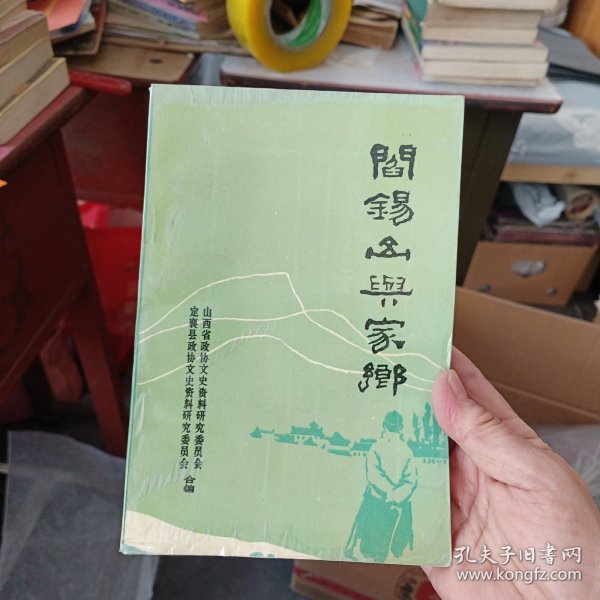 閻錫山與家鄉
山西省政协文史资料研究委员会
定襄县政协文史资料研究委员会 合编
孔夫子旧书网
www.kongfz.com